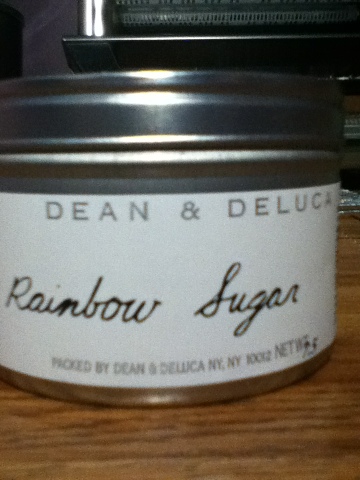 DEAN & DELUCA
Rainbow Sugar
PACKED BY DEAN & DELUCA NY, NY 10012 NET WT